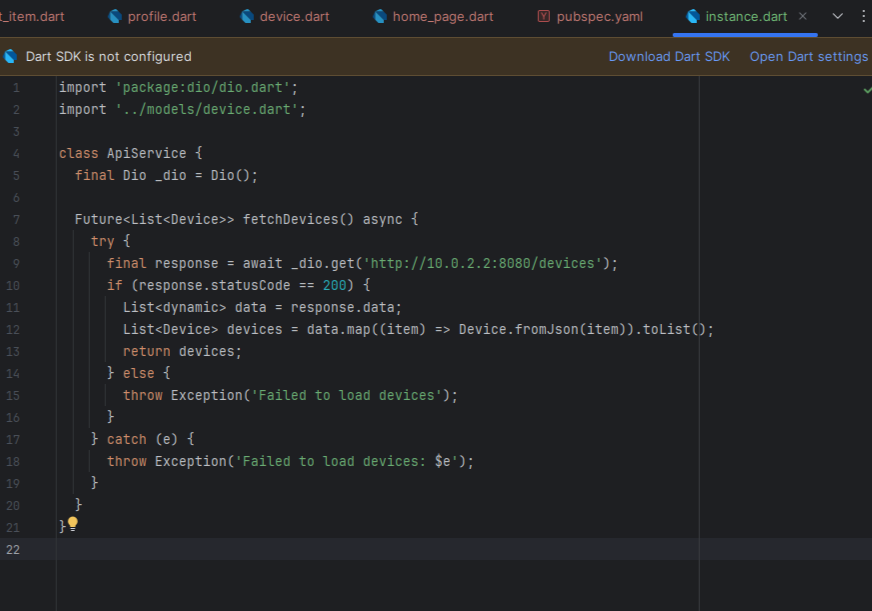 t_item.dart profile.dart device.dart home_page.dart pubspec.yaml instance.dart
Dart SDK is not configured Download Dart SDK Open Dart settings
1 import 'package:dio/dio.dart';
2 import '../models/device.dart';
3
4 class ApiService {
5 final Dio _dio = Dio();
6
7 Future<List<Device>> fetchDevices() async {
8 try {
9 final response = await _dio.get('http://10.0.2.2:8080/devices');
10 if (response.statusCode == 200) {
11 List<dynamic> data = response.data;
12 List<Device> devices = data.map((item) => Device.fromJson(item)).toList();
13 return devices;
14 } else {
15 throw Exception('Failed to load devices');
16 }
17 } catch (e) {
18 throw Exception('Failed to load devices: $e');
19 }
20 }
21 }
22